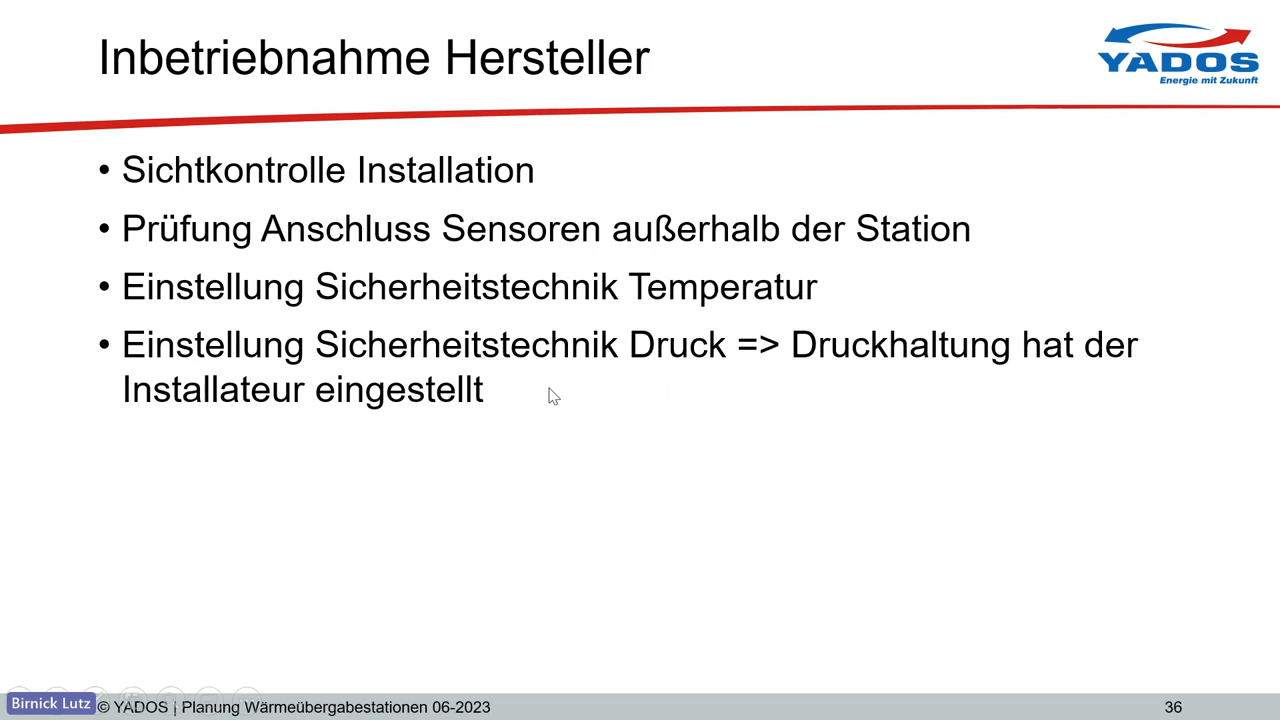 Inbetriebnahme Hersteller
YADOS
Energie mit Zukunft
• Sichtkontrolle Installation
• Prüfung Anschluss Sensoren außerhalb der Station
• Einstellung Sicherheitstechnik Temperatur
• Einstellung Sicherheitstechnik Druck => Druckhaltung hat der
Installateur eingestellt
Birnick Lutz
© YADOS | Planung Wärmeübergabestationen 06-2023
36